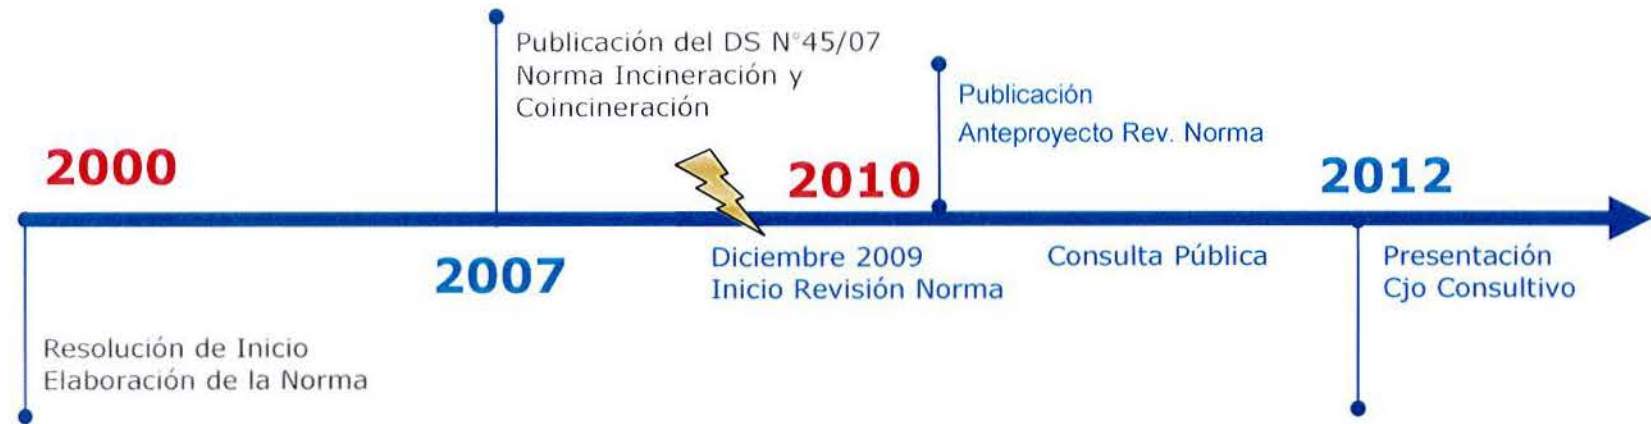 Publicación del DS N°45/07
Norma Incineración y
Coincineración
Publicación
Anteproyecto Rev. Norma
2000
2010
2012
2007
Diciembre 2009
Inicio Revisión Norma
Consulta Pública
Presentación
Cjo Consultivo
Resolución de Inicio
Elaboración de la Norma